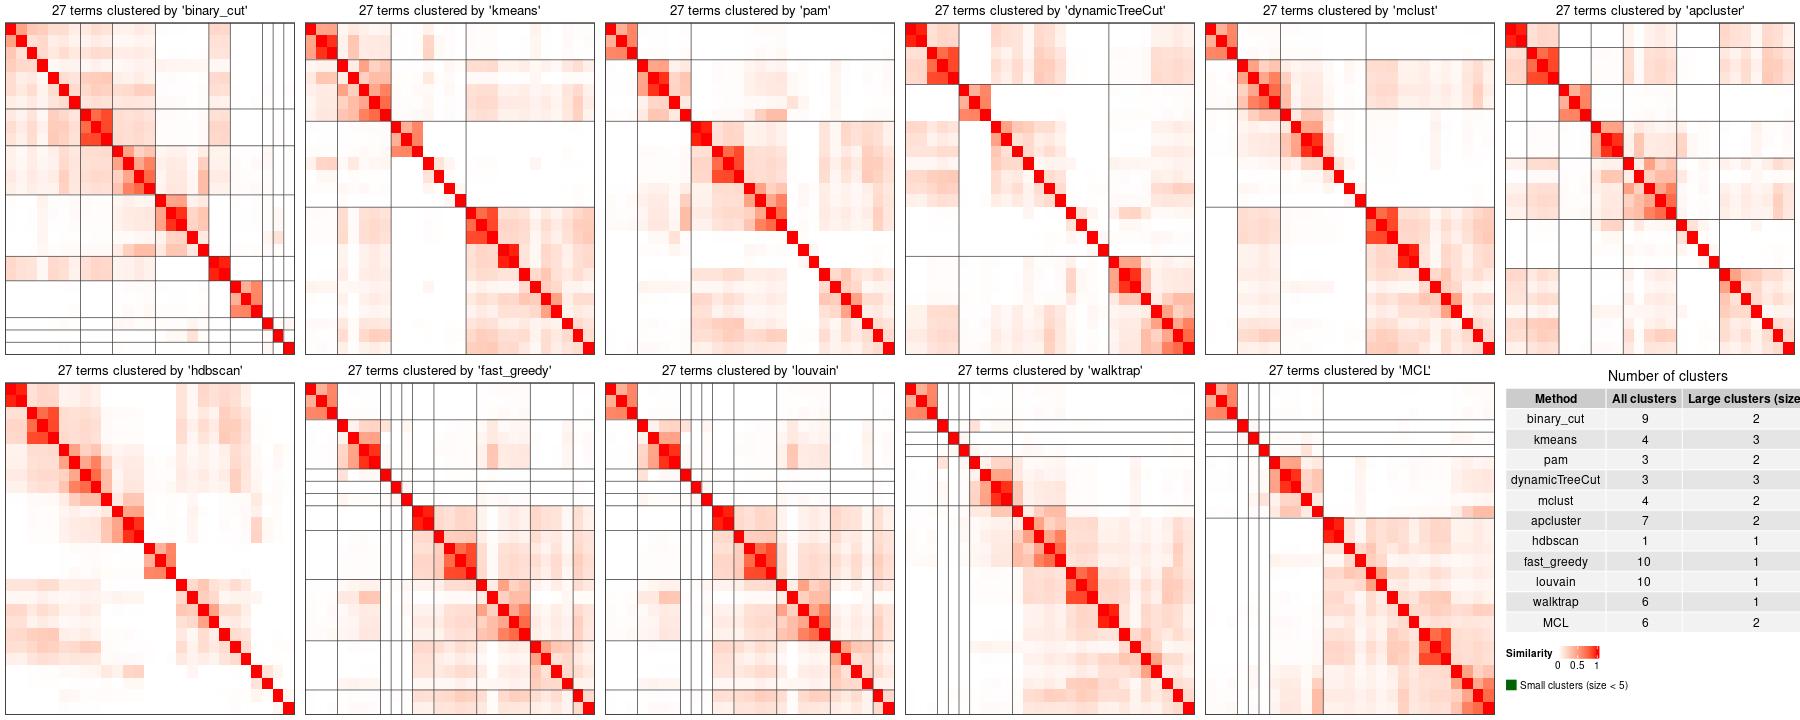 27 terms clustered by 'binary_cut'
27 terms clustered by 'kmeans'
27 terms clustered by 'pam'
27 terms clustered by 'dynamicTreeCut'
27 terms clustered by 'mclust'
27 terms clustered by 'apcluster'
27 terms clustered by 'hdbscan'
27 terms clustered by 'fast_greedy'
27 terms clustered by 'louvain'
27 terms clustered by 'walktrap'
27 terms clustered by 'MCL'
Number of clusters
Method All clusters Large clusters (size
binary_cut 9 2
kmeans 4 3
pam 3 2
dynamicTreeCut 3 3
mclust 4 2
apcluster 7 2
hdbscan 1 1
fast_greedy 10 1
louvain 10 1
walktrap 6 1
MCL 6 2
Similarity
0 0.5 1
Small clusters (size < 5)